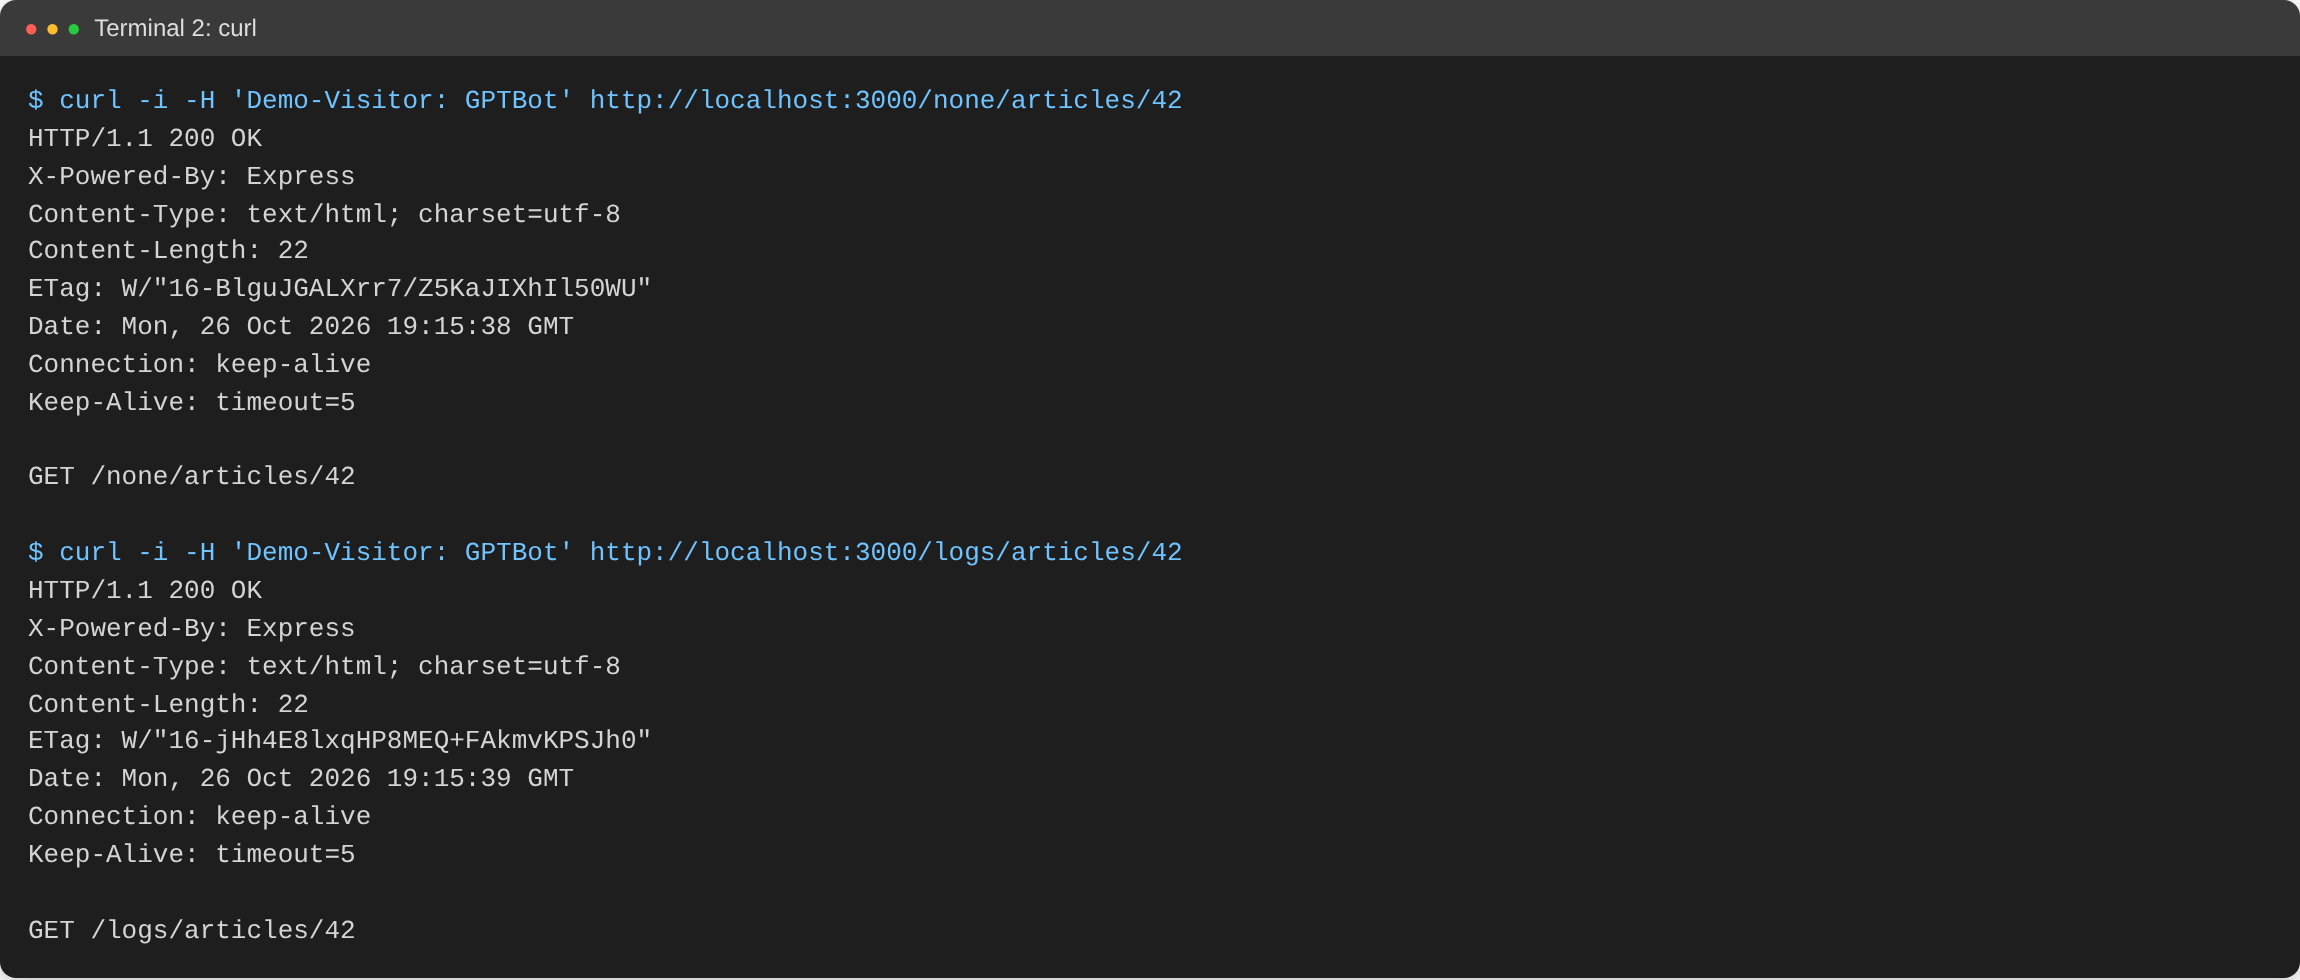 Terminal 2: curl
$ curl -i -H 'Demo-Visitor: GPTBot' http://localhost:3000/none/articles/42
HTTP/1.1 200 OK
X-Powered-By: Express
Content-Type: text/html; charset=utf-8
Content-Length: 22
ETag: W/"16-BlguJGALXrr7/Z5KaJIXhIl50WU"
Date: Mon, 26 Oct 2026 19:15:38 GMT
Connection: keep-alive
Keep-Alive: timeout=5
GET /none/articles/42
$ curl -i -H 'Demo-Visitor: GPTBot' http://localhost:3000/logs/articles/42
HTTP/1.1 200 OK
X-Powered-By: Express
Content-Type: text/html; charset=utf-8
Content-Length: 22
ETag: W/"16-jHh4E8lxqHP8MEQ+FAkmvKPSJh0"
Date: Mon, 26 Oct 2026 19:15:39 GMT
Connection: keep-alive
Keep-Alive: timeout=5
GET /logs/articles/42